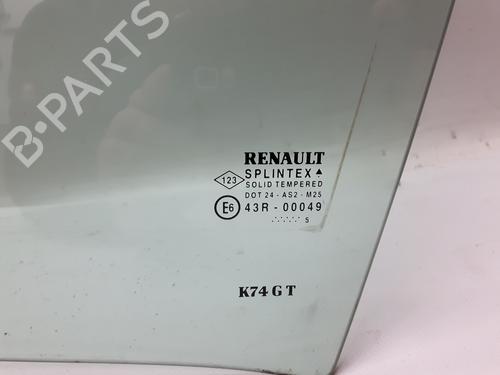 B-PARTS
RENAULT
SPLINTEX
123
SOLID TEMPERED
DOT 24 - AS2 - M25
E6 43R - 00049
S
K74 G T